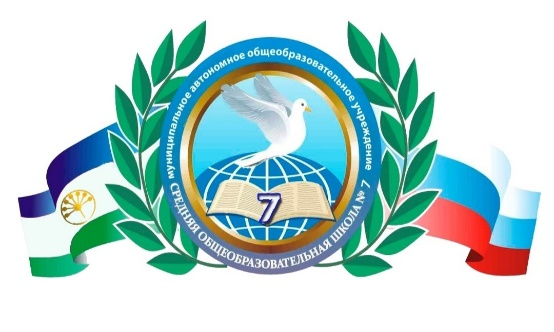 муниципальное автономное общеобразовательное учреждение
7
СРЕДНЯЯ ОБЩЕОБРАЗОВАТЕЛЬНАЯ ШКОЛА № 7